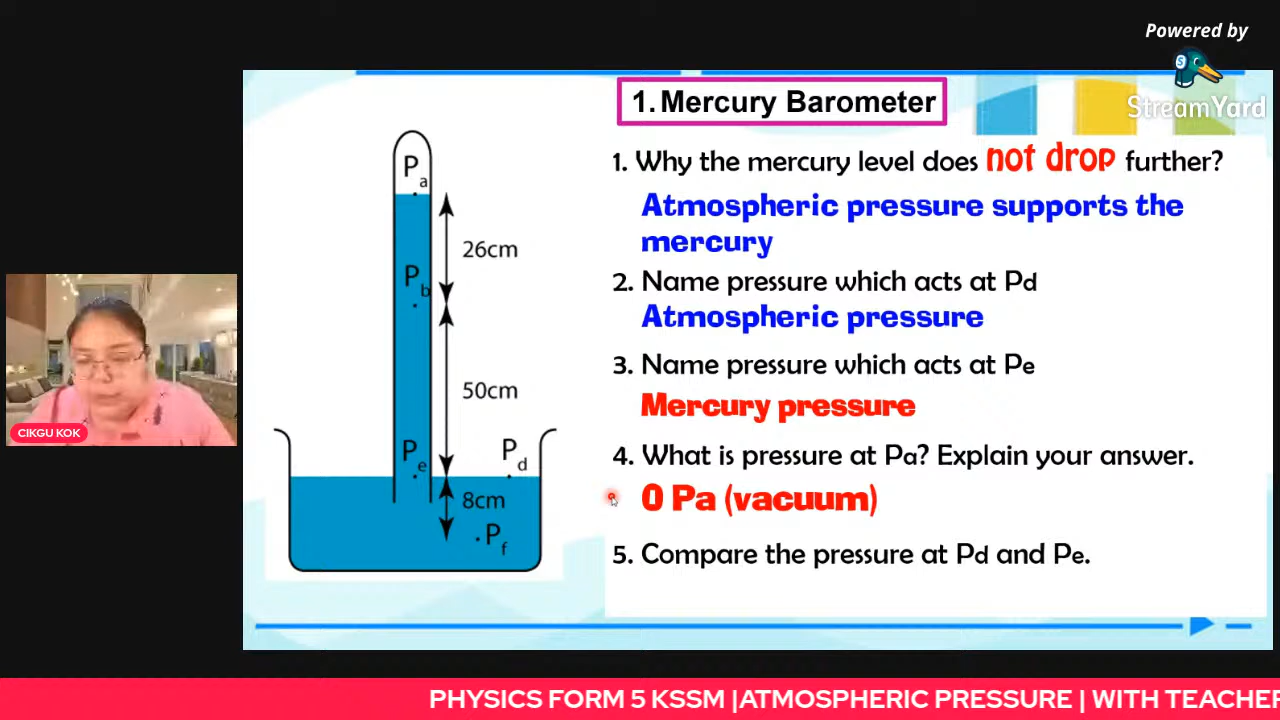 Powered by
StreamYard
1. Mercury Barometer
1. Why the mercury level does not drop further?
Atmospheric pressure supports the
mercury
2. Name pressure which acts at Pd
Atmospheric pressure
3. Name pressure which acts at Pe
Mercury pressure
4. What is pressure at Pa? Explain your answer.
0 Pa (vacuum)
5. Compare the pressure at Pd and Pe.
Pa
26cm
Pb
50cm
Pe
Pd
8cm
Pf
CIKGU KOK
PHYSICS FORM 5 KSSM |ATMOSPHERIC PRESSURE | WITH TEACHER